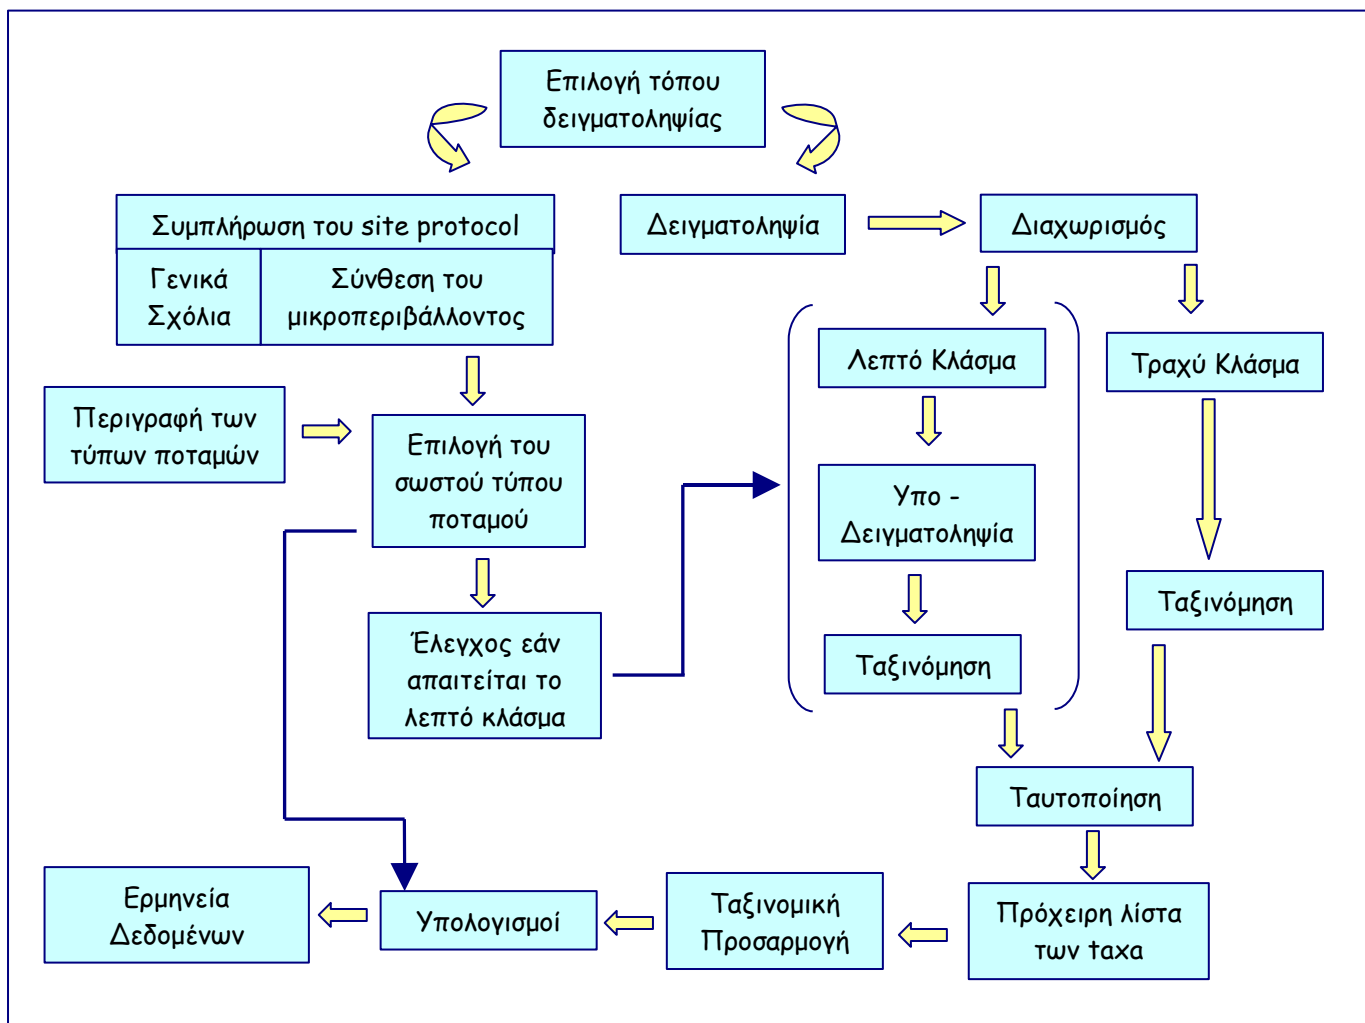 Επιλογή τόπου
δειγματοληψίας
Συμπλήρωση του site protocol
Γενικά
Σχόλια
Σύνθεση του
μικροπεριβάλλοντος
Δειγματοληψία
Διαχωρισμός
Λεπτό Κλάσμα
Τραχύ Κλάσμα
Περιγραφή των
τύπων ποταμών
Επιλογή του
σωστού τύπου
ποταμού
Υπο -
Δειγματοληψία
Ταξινόμηση
Έλεγχος εάν
απαιτείται το
λεπτό κλάσμα
Ταξινόμηση
Ταυτοποίηση
Ερμηνεία
Δεδομένων
Υπολογισμοί
Ταξινομική
Προσαρμογή
Πρόχειρη λίστα
των taxa